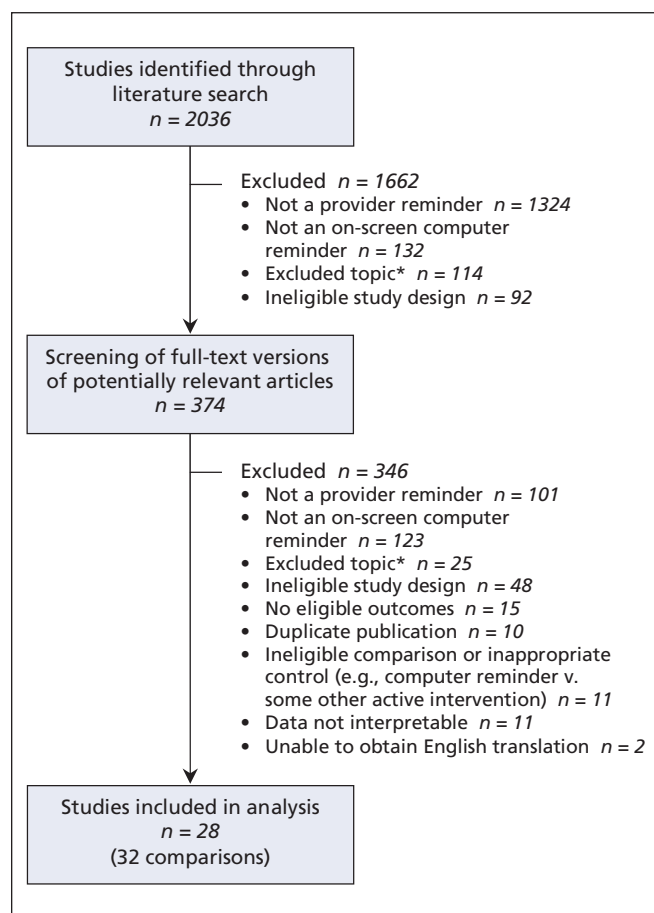 Studies identified through
literature search
n = 2036
Excluded n = 1662
• Not a provider reminder n = 1324
• Not an on-screen computer
reminder n = 132
• Excluded topic* n = 114
• Ineligible study design n = 92
Screening of full-text versions
of potentially relevant articles
n = 374
Excluded n = 346
• Not a provider reminder n = 101
• Not an on-screen computer
reminder n = 123
• Excluded topic* n = 25
• Ineligible study design n = 48
• No eligible outcomes n = 15
• Duplicate publication n = 10
• Ineligible comparison or inappropriate
control (e.g., computer reminder v.
some other active intervention) n = 11
• Data not interpretable n = 11
• Unable to obtain English translation n = 2
Studies included in analysis
n = 28
(32 comparisons)